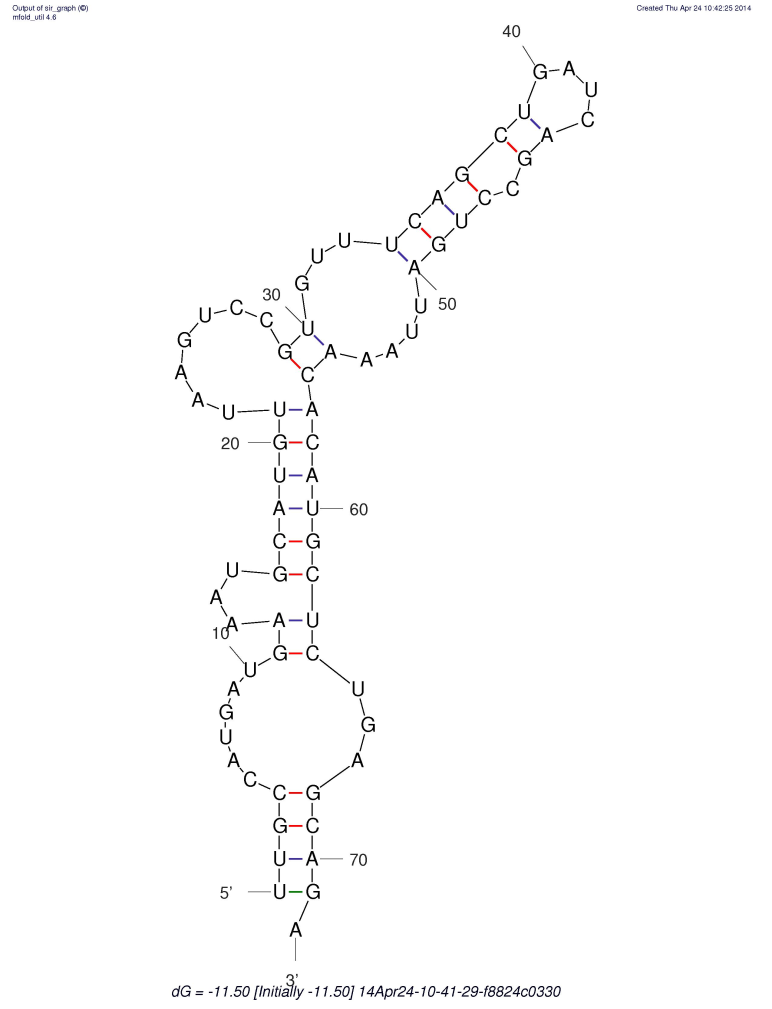 Output of sir_graph (©)
mfold_util 4.6
Created Thu Apr 24 10:42:25 2014
40
G A
U
U C
C A
G G
A C
C C
U U
U G
U A
G 50
30 U
C U
C U
U G U A A A
G C
A
A U U A
20 G C
U A
A U 60
C G
U G C
A
A A U
10 G C
U U
A
G G
U
A A
C
C G
G C
U A 70
5' U G
A
3'
dG = -11.50 [Initially -11.50] 14Apr24-10-41-29-f8824c0330